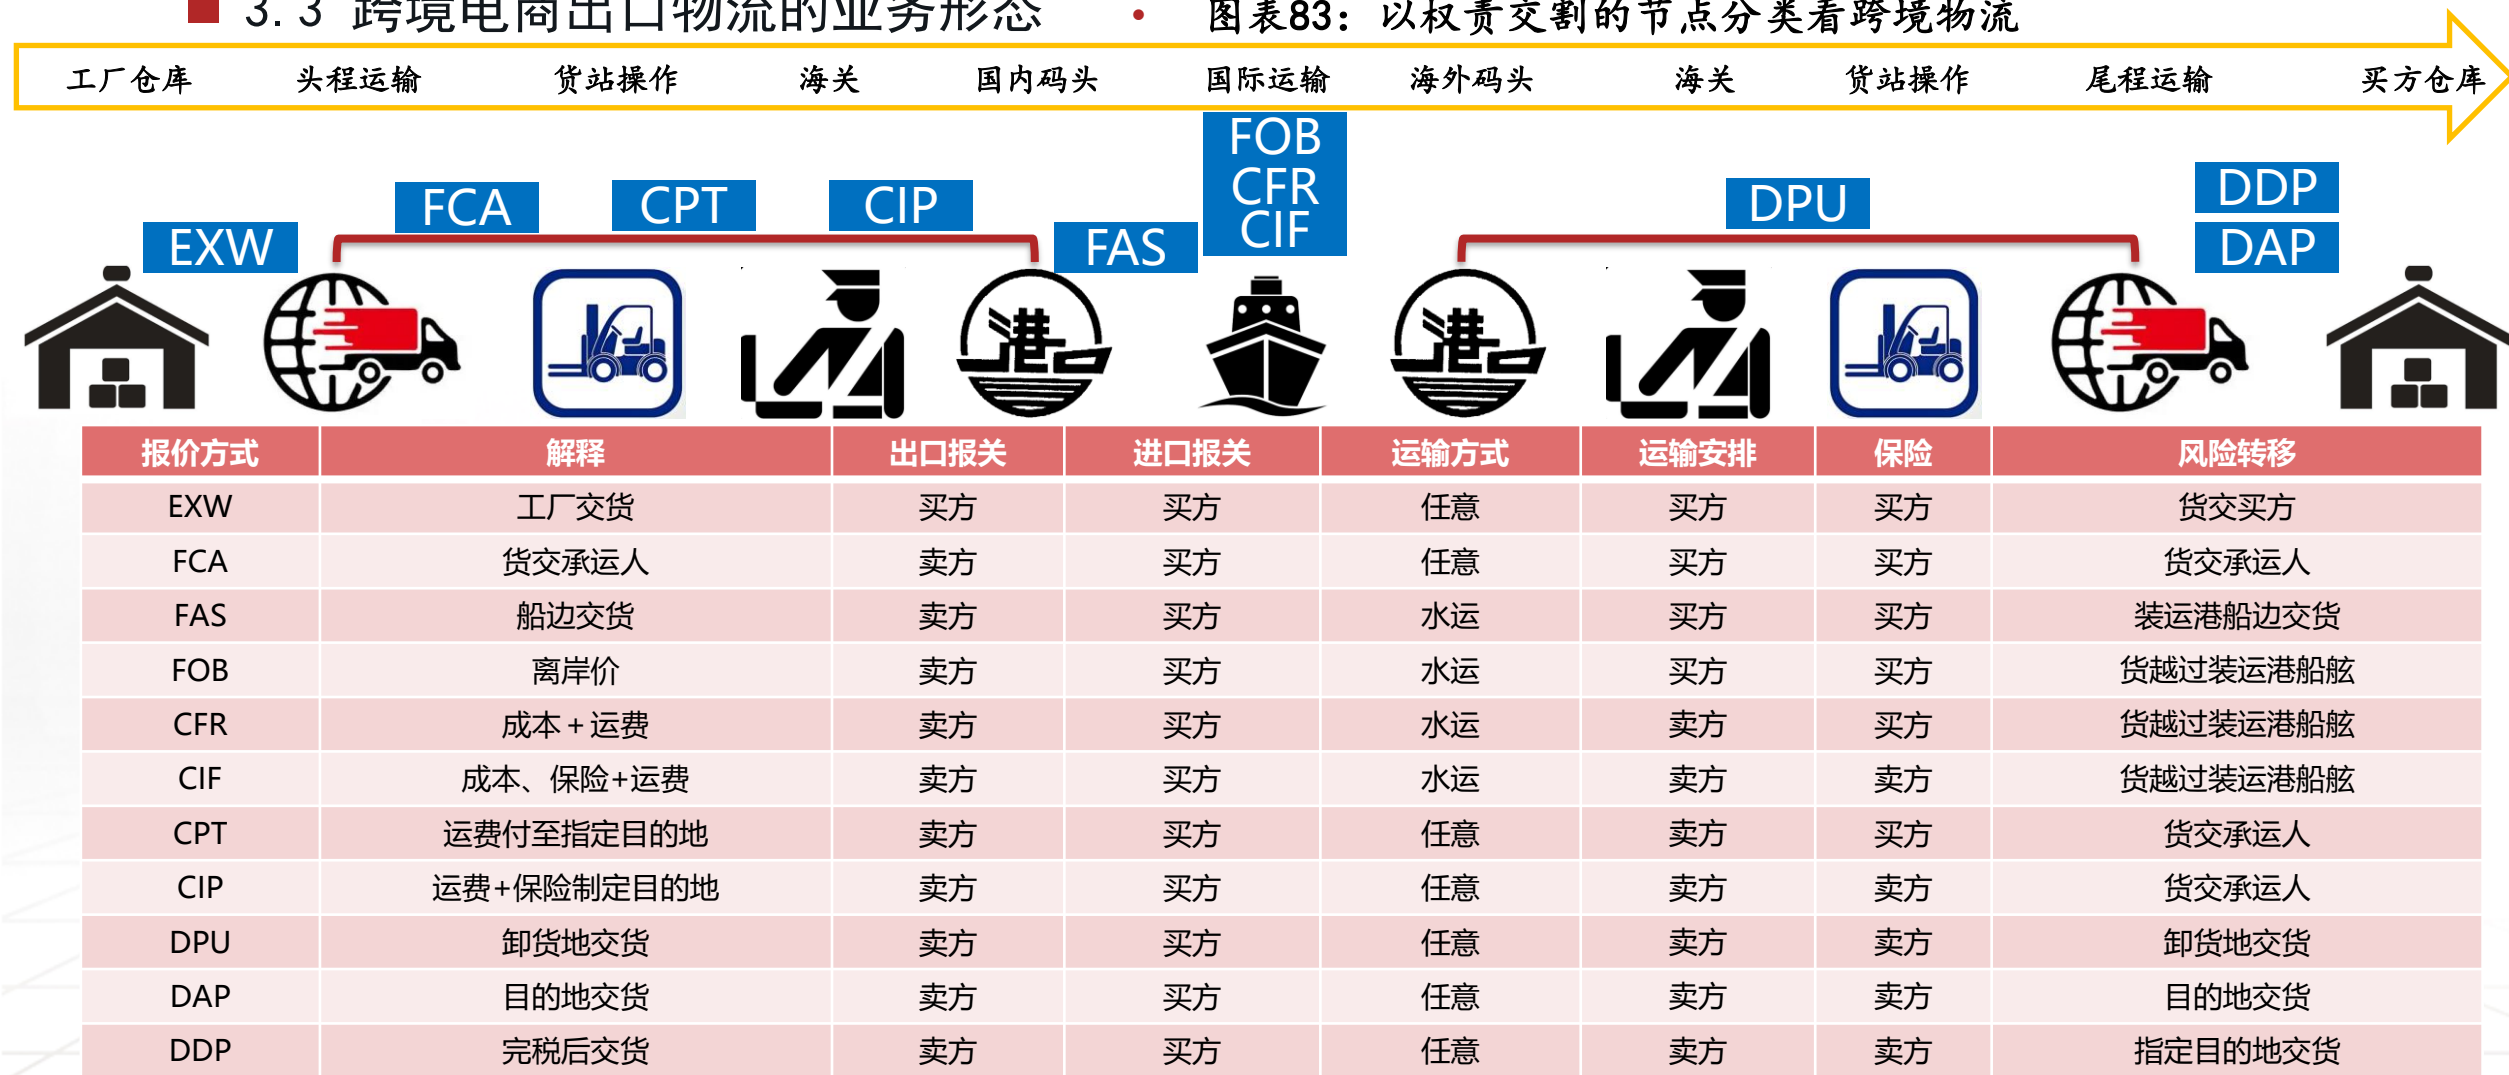 3.3 跨境电商出口物流的业务形态
• 图表83：以权责交割的节点分类看跨境物流
工厂仓库 头程运输 货站操作 海关 国内码头 国际运输 海外码头 海关 货站操作 尾程运输 买方仓库
FOB
CFR
CIF
DDP
DAP
FCA CPT CIP DPU
EXW FAS
港 港
报价方式 解释 出口报关 进口报关 运输方式 运输安排 保险 风险转移
EXW 工厂交货 买方 买方 任意 买方 买方 货交买方
FCA 货交承运人 卖方 买方 任意 买方 买方 货交承运人
FAS 船边交货 卖方 买方 水运 买方 买方 装运港船边交货
FOB 离岸价 卖方 买方 水运 买方 买方 货越过装运港船舷
CFR 成本+运费 卖方 买方 水运 卖方 买方 货越过装运港船舷
CIF 成本、保险+运费 卖方 买方 水运 卖方 卖方 货越过装运港船舷
CPT 运费付至指定目的地 卖方 买方 任意 卖方 买方 货交承运人
CIP 运费+保险制定目的地 卖方 买方 任意 卖方 卖方 货交承运人
DPU 卸货地交货 卖方 买方 任意 卖方 卖方 卸货地交货
DAP 目的地交货 卖方 买方 任意 卖方 卖方 目的地交货
DDP 完税后交货 卖方 买方 任意 卖方 卖方 指定目的地交货